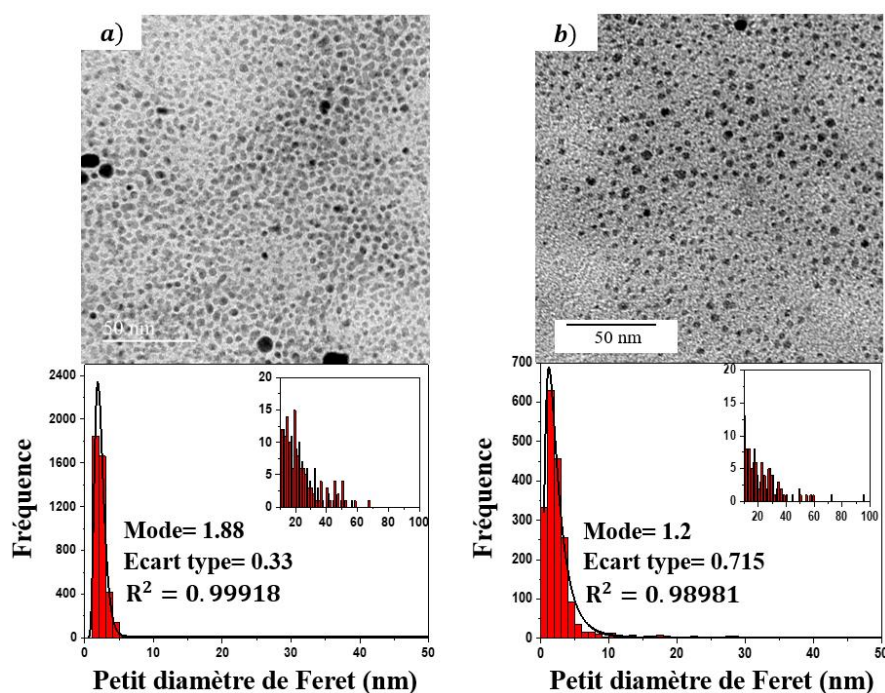 a)
50 nm
2400
2000
1600
1200
800
400
0
Fréquence
20
15
10
5
0
20 40 60 80 100
Mode= 1.88
Ecart type= 0.33
R² = 0.99918
0 10 20 30 40 50
Petit diamètre de Feret (nm)
b)
50 nm
700
600
500
400
300
200
100
0
Fréquence
20
15
10
5
0
20 40 60 80 100
Mode= 1.2
Ecart type= 0.715
R² = 0.98981
0 10 20 30 40 50
Petit diamètre de Feret (nm)